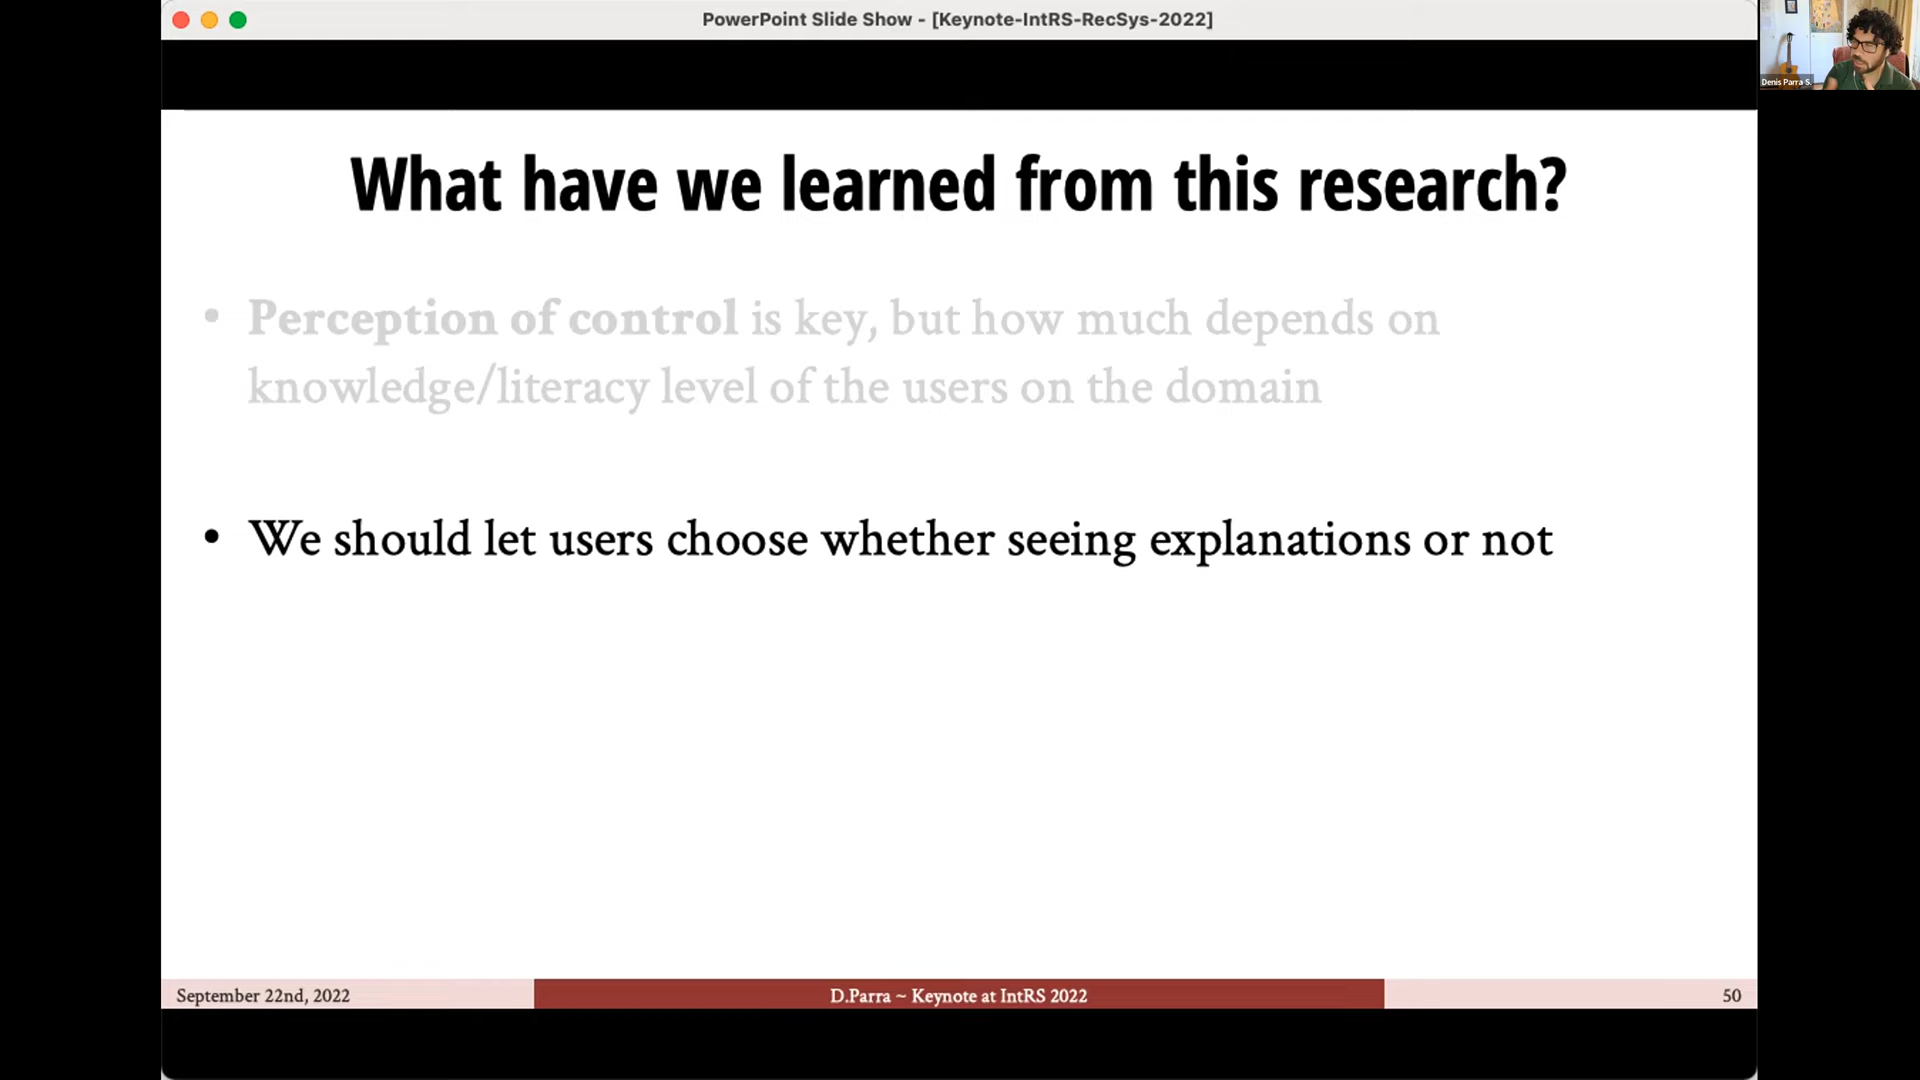 PowerPoint Slide Show - [Keynote-IntRS-RecSys-2022]
Denis Parra S.
What have we learned from this research?
• Perception of control is key, but how much depends on
knowledge/literacy level of the users on the domain
• We should let users choose whether seeing explanations or not
September 22nd, 2022
D.Parra ~ Keynote at IntRS 2022
50